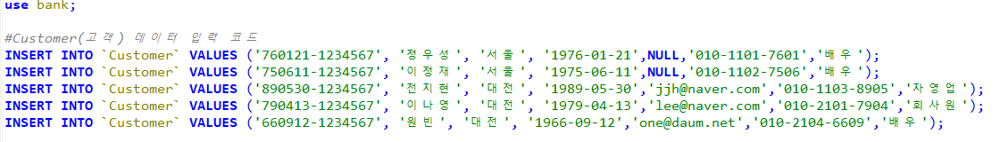 use bank;
#Customer(고객) 데이터 입력 코드
INSERT INTO `Customer` VALUES ('760121-1234567', '정우성', '서울', '1976-01-21',NULL,'010-1101-7601','배우');
INSERT INTO `Customer` VALUES ('750611-1234567', '이정재', '서울', '1975-06-11',NULL,'010-1102-7506','배우');
INSERT INTO `Customer` VALUES ('890530-1234567', '전지현', '대전', '1989-05-30','jjh@naver.com','010-1103-8905','자영업');
INSERT INTO `Customer` VALUES ('790413-1234567', '이나영', '대전', '1979-04-13','lee@naver.com','010-2101-7904','회사원');
INSERT INTO `Customer` VALUES ('660912-1234567', '원빈', '대전', '1966-09-12','one@daum.net','010-2104-6609','배우');